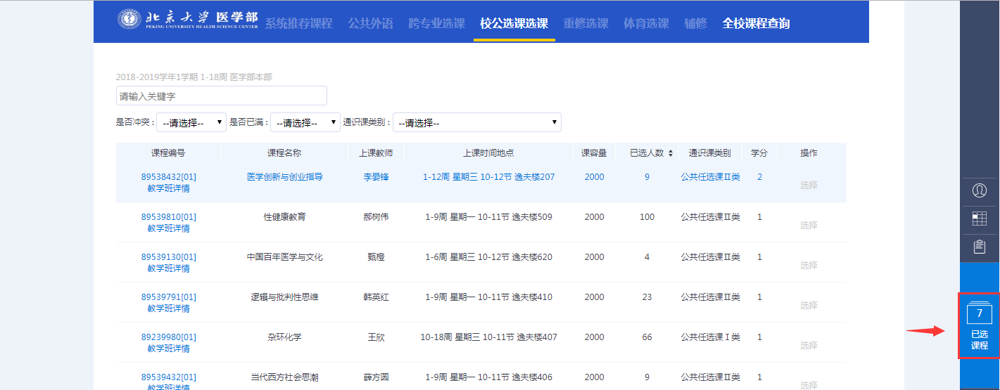 北京大学医学部 系统推荐课程 公共外语 跨专业选课 校公选课选课 重修选课 体育选课 辅修 全校课程查询
PEKING UNIVERSITY HEALTH SCIENCE CENTER
2018-2019学年1学期 1-18周 医学部本部
请输入关键字
是否冲突 : --请选择-- 是否已满 : --请选择-- 通识课类别 : --请选择--
课程编号 课程名称 上课教师 上课时间地点 课容量 已选人数 通识课类别 学分 操作
89538432[01] 医学创新与创业指导 李晏锋 1-12周 星期三 10-12节 逸夫楼207 2000 9 公共任选课Ⅱ类 2 选择
教学班详情
89539810[01] 性健康教育 郝树伟 1-9周 星期一 10-11节 逸夫楼509 2000 100 公共任选课Ⅱ类 1 选择
教学班详情
89539130[01] 中国百年医学与文化 甄橙 1-6周 星期三 10-12节 逸夫楼620 2000 4 公共任选课Ⅱ类 1 选择
教学班详情
89539791[01] 逻辑与批判性思维 韩英红 1-9周 星期一 10-11节 逸夫楼410 2000 23 公共任选课Ⅱ类 1 选择
教学班详情
89239980[01] 杂环化学 王欣 10-18周 星期三 10-11节 逸夫楼407 2000 66 公共任选课Ⅰ类 1 选择
教学班详情
89539432[01] 当代西方社会思潮 薛方圆 1-9周 星期一 10-11节 逸夫楼406 2000 9 公共任选课Ⅱ类 1 选择
教学班详情
7
已选
课程